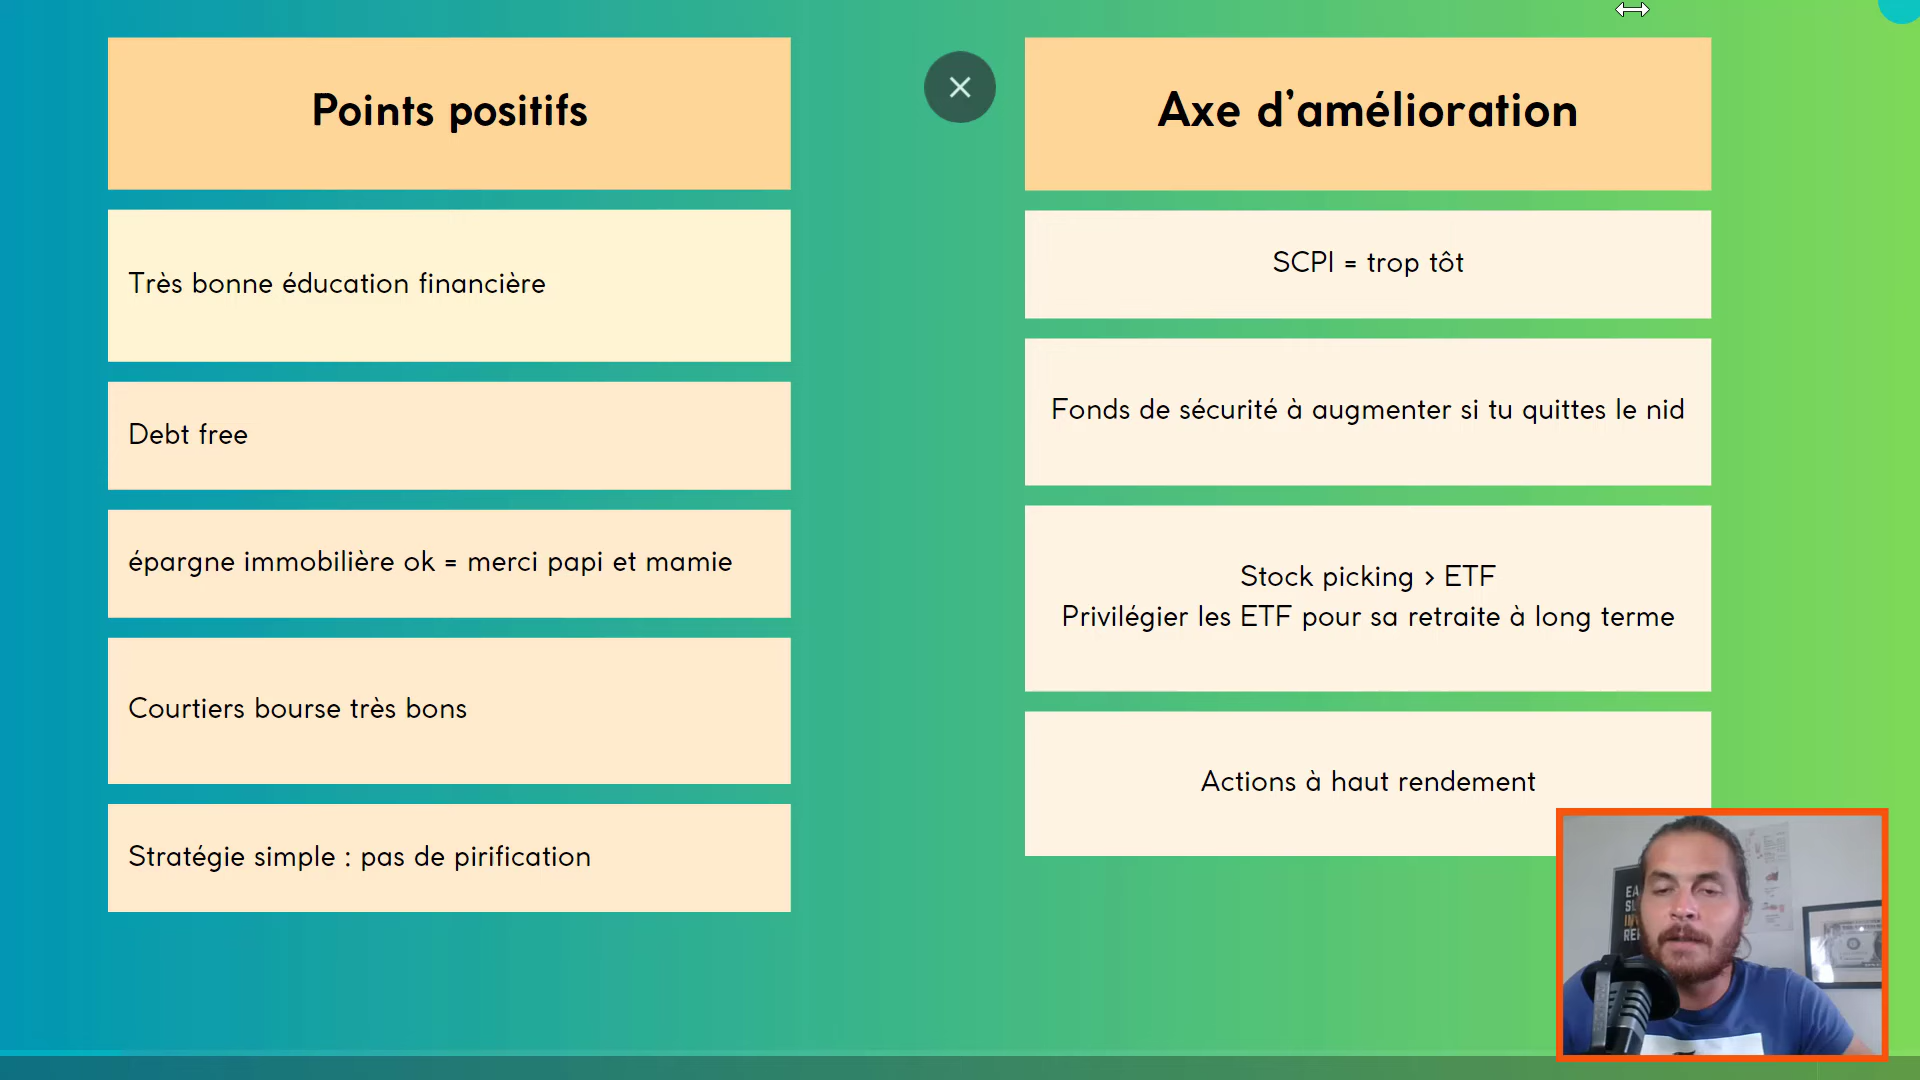 Points positifs
Très bonne éducation financière
Debt free
épargne immobilière ok = merci papi et mamie
Courtiers bourse très bons
Stratégie simple : pas de pirification
Axe d'amélioration
SCPI = trop tôt
Fonds de sécurité à augmenter si tu quittes le nid
Stock picking > ETF
Privilégier les ETF pour sa retraite à long terme
Actions à haut rendement